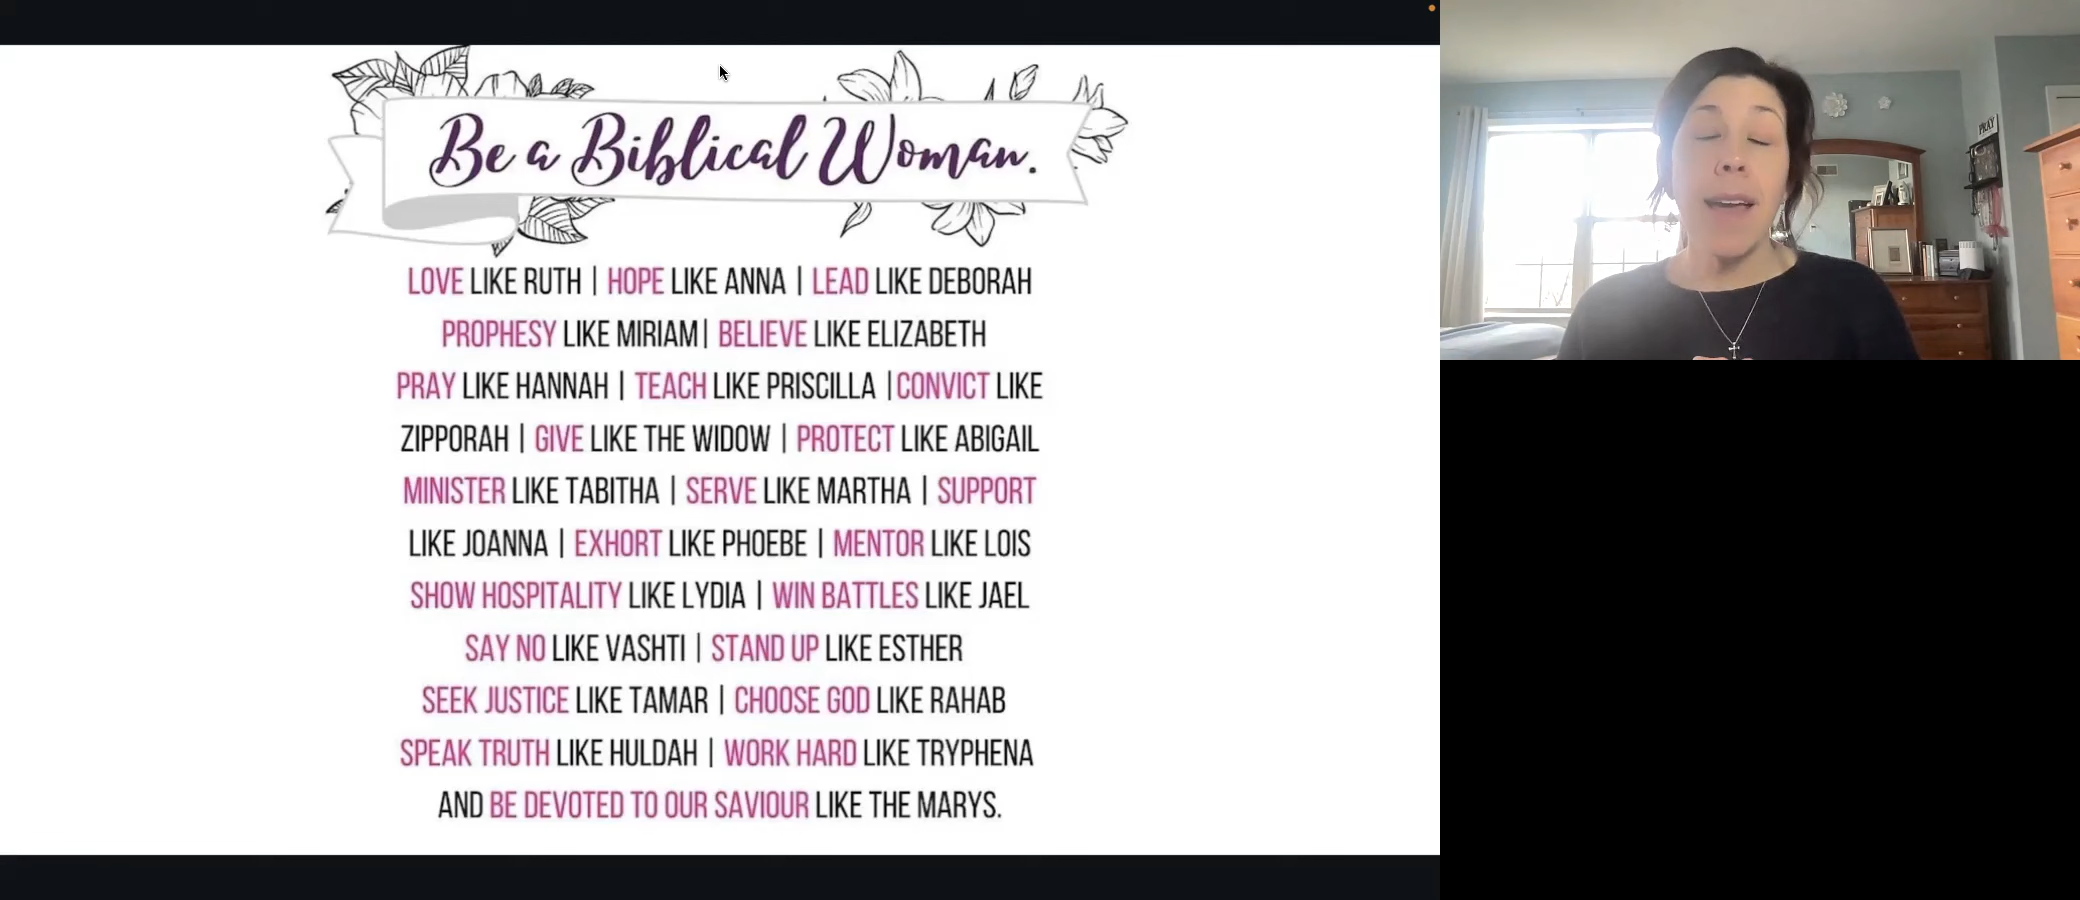 Be a Biblical Woman.
LOVE LIKE RUTH | HOPE LIKE ANNA | LEAD LIKE DEBORAH
PROPHESY LIKE MIRIAM| BELIEVE LIKE ELIZABETH
PRAY LIKE HANNAH | TEACH LIKE PRISCILLA |CONVICT LIKE
ZIPPORAH | GIVE LIKE THE WIDOW | PROTECT LIKE ABIGAIL
MINISTER LIKE TABITHA | SERVE LIKE MARTHA | SUPPORT
LIKE JOANNA | EXHORT LIKE PHOEBE | MENTOR LIKE LOIS
SHOW HOSPITALITY LIKE LYDIA | WIN BATTLES LIKE JAEL
SAY NO LIKE VASHTI | STAND UP LIKE ESTHER
SEEK JUSTICE LIKE TAMAR | CHOOSE GOD LIKE RAHAB
SPEAK TRUTH LIKE HULDAH | WORK HARD LIKE TRYPHENA
AND BE DEVOTED TO OUR SAVIOUR LIKE THE MARYS.
PRAY